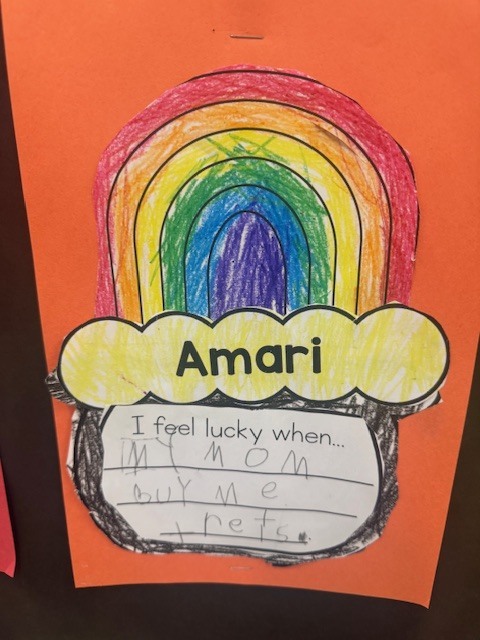 Amari
I feel lucky when...
MY MOM
BUY Me
trets.